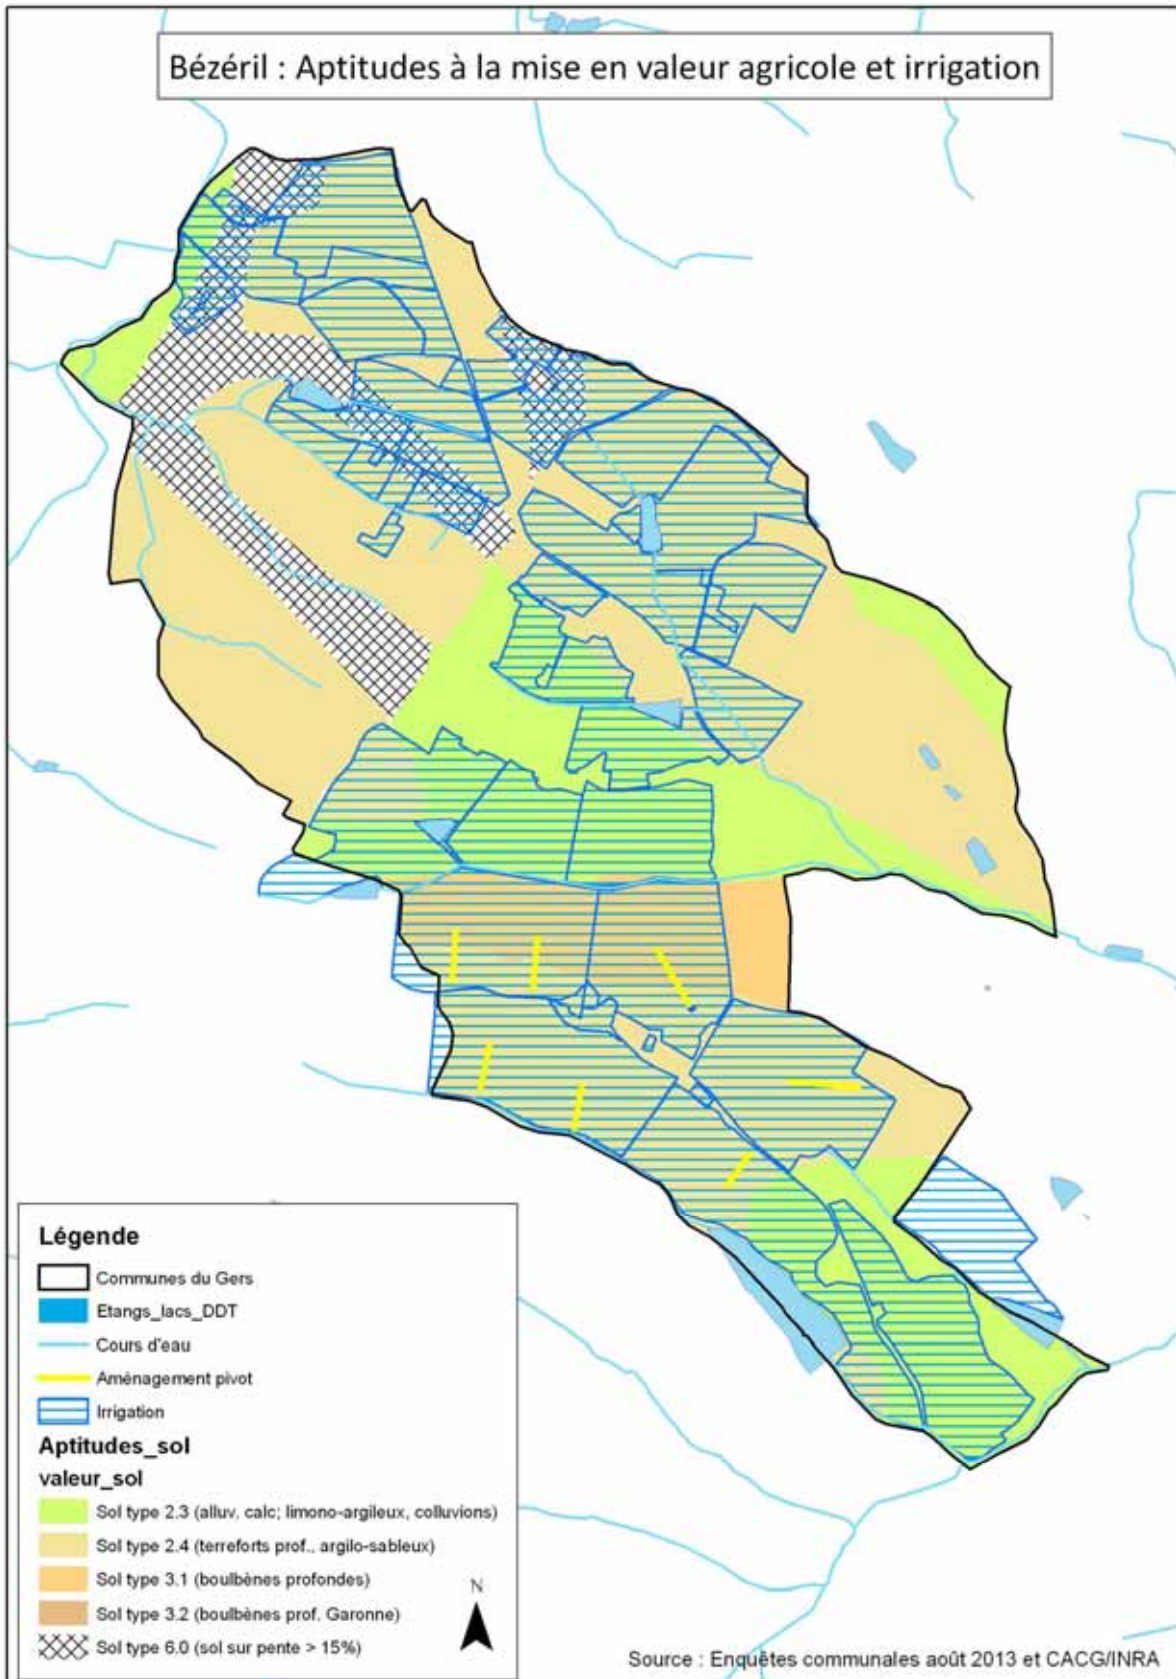 Bézéril : Aptitudes à la mise en valeur agricole et irrigation
Légende
Communes du Gers
Etangs_lacs_DDT
Cours d'eau
Aménagement pivot
Irrigation
Aptitudes_sol
valeur_sol
Sol type 2.3 (alluv. calc; limono-argileux, colluvions)
Sol type 2.4 (terreforts prof., argilo-sableux)
Sol type 3.1 (boulbènes profondes)
Sol type 3.2 (boulbènes prof. Garonne)
Sol type 6.0 (sol sur pente > 15%)
N
Source : Enquêtes communales août 2013 et CACG/INRA